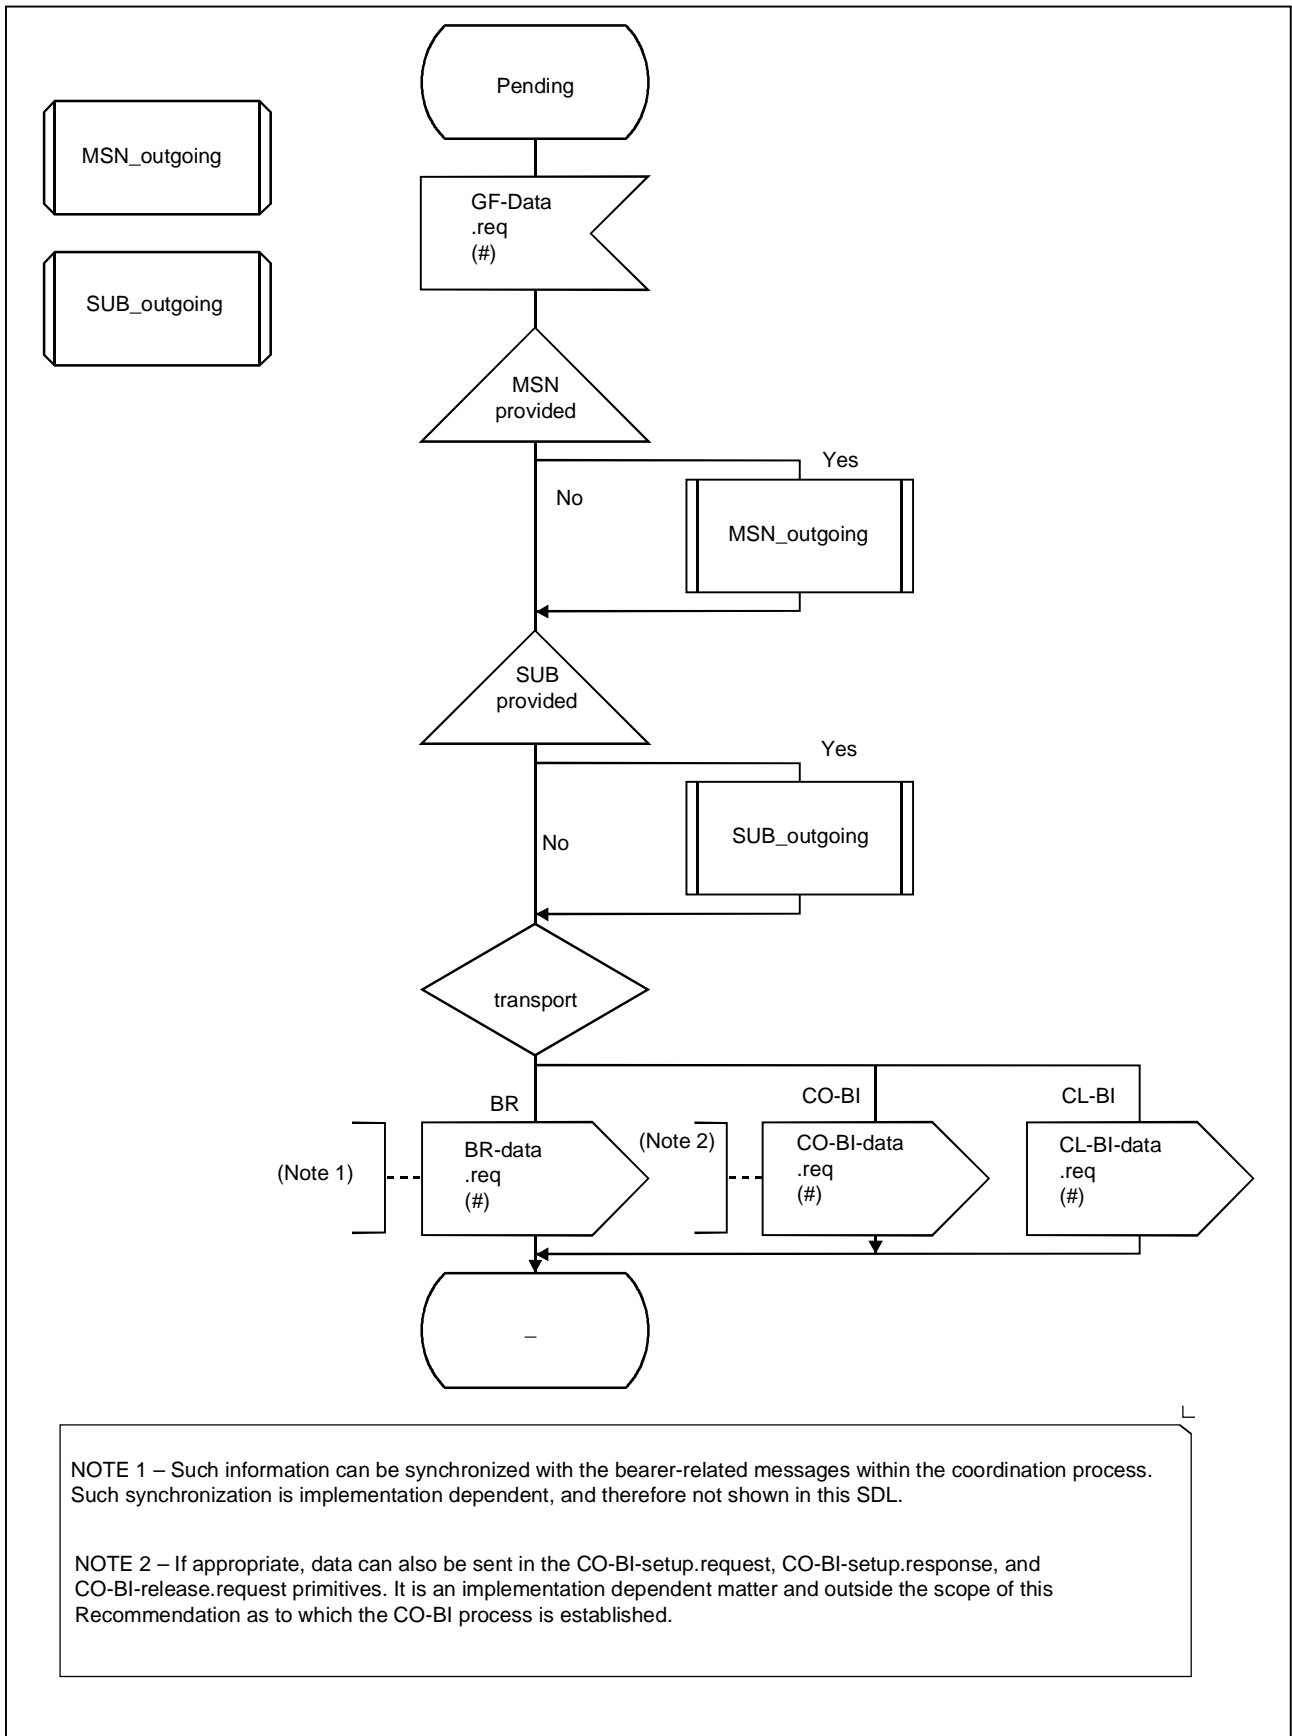 Pending
MSN_outgoing
GF-Data
.req
(#)
SUB_outgoing
MSN
provided
Yes
No
MSN_outgoing
SUB
provided
Yes
No
SUB_outgoing
transport
BR
CO-BI
CL-BI
(Note 1)
BR-data
.req
(#)
(Note 2)
CO-BI-data
.req
(#)
CL-BI-data
.req
(#)
–
NOTE 1 – Such information can be synchronized with the bearer-related messages within the coordination process.
Such synchronization is implementation dependent, and therefore not shown in this SDL.
NOTE 2 – If appropriate, data can also be sent in the CO-BI-setup.request, CO-BI-setup.response, and
CO-BI-release.request primitives. It is an implementation dependent matter and outside the scope of this
Recommendation as to which the CO-BI process is established.